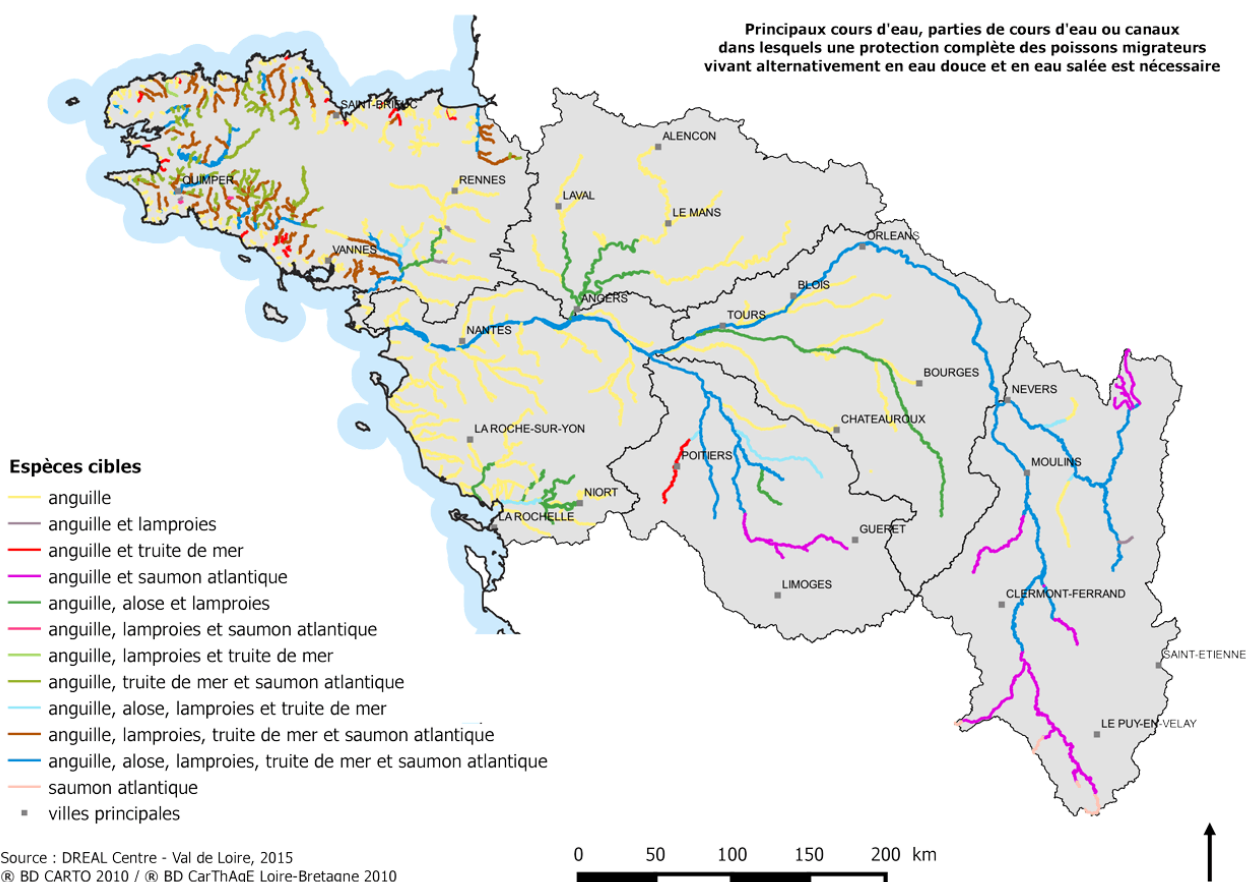 Principaux cours d'eau, parties de cours d'eau ou canaux
dans lesquels une protection complète des poissons migrateurs
vivant alternativement en eau douce et en eau salée est nécessaire
SAINT-BRIEUC
ALENCON
QUIMPER
RENNES
LAVAL
LE MANS
VANNES
ORLEANS
BLOIS
ANGERS
TOURS
NANTES
BOURGES
NEVERS
CHATEAUROUX
LA ROCHE-SUR-YON
POITIERS
MOULINS
NIORT
LA ROCHELLE
GUERET
LIMOGES
CLERMONT-FERRAND
SAINT-ETIENNE
LE PUY-EN-VELAY
Espèces cibles
anguille
anguille et lamproies
anguille et truite de mer
anguille et saumon atlantique
anguille, alose et lamproies
anguille, lamproies et saumon atlantique
anguille, lamproies et truite de mer
anguille, truite de mer et saumon atlantique
anguille, alose, lamproies et truite de mer
anguille, lamproies, truite de mer et saumon atlantique
anguille, alose, lamproies, truite de mer et saumon atlantique
saumon atlantique
villes principales
Source : DREAL Centre - Val de Loire, 2015
® BD CARTO 2010 / ® BD CarThAgE Loire-Bretagne 2010
0 50 100 150 200 km